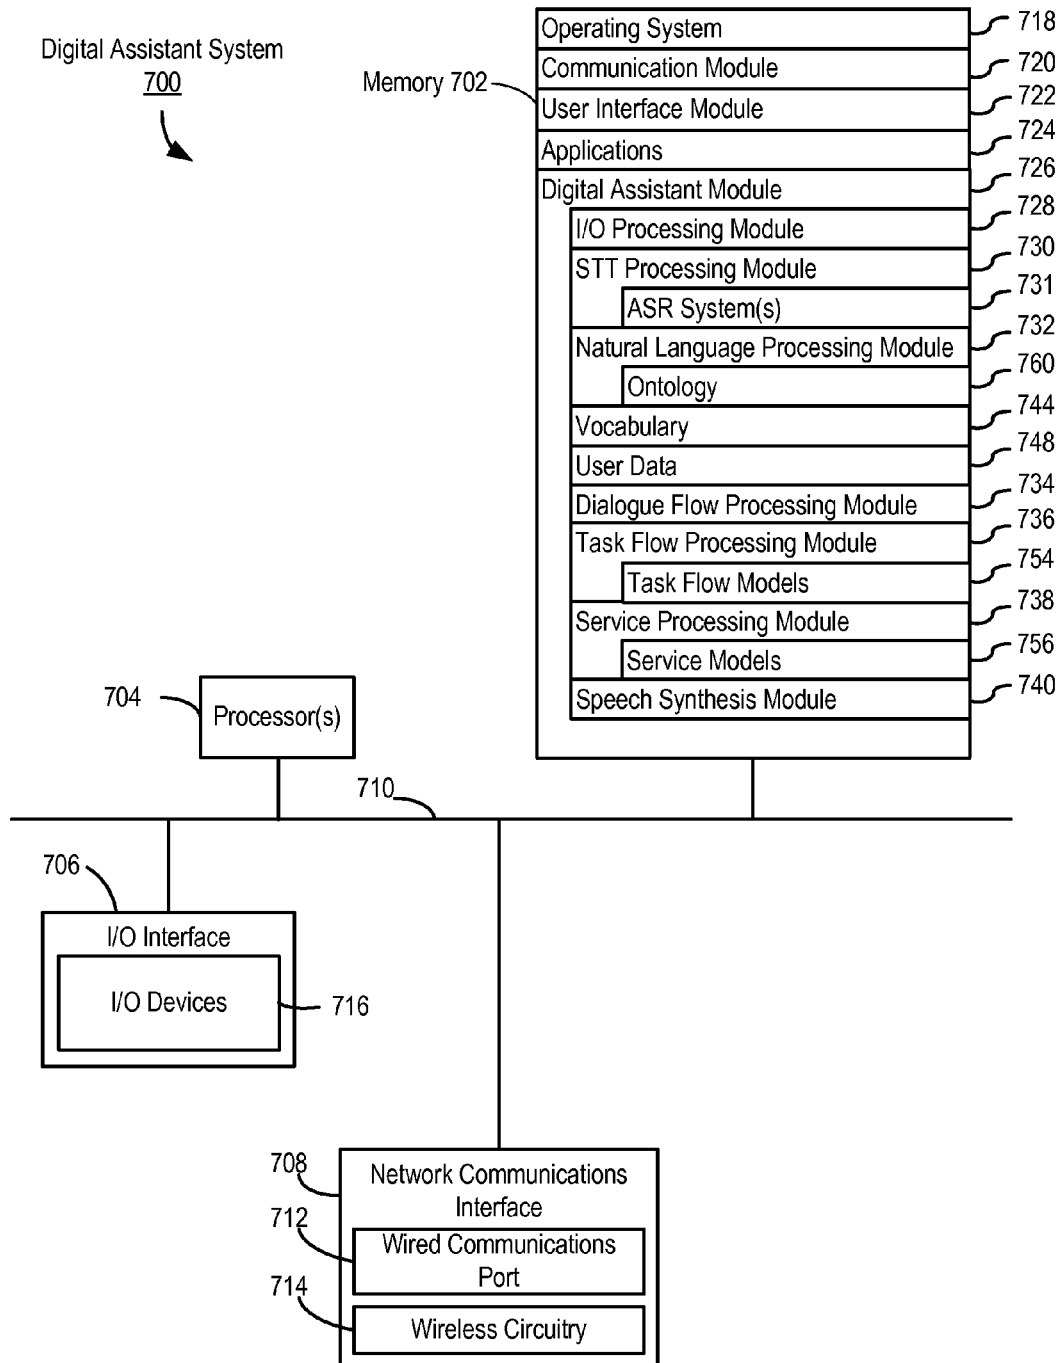 Digital Assistant System
700
Memory 702
Operating System 718
Communication Module 720
User Interface Module 722
Applications 724
Digital Assistant Module 726
I/O Processing Module 728
STT Processing Module 730
ASR System(s) 731
Natural Language Processing Module 732
Ontology 760
Vocabulary 744
User Data 748
Dialogue Flow Processing Module 734
Task Flow Processing Module 736
Task Flow Models 754
Service Processing Module 738
Service Models 756
Speech Synthesis Module 740
704
Processor(s)
710
706
I/O Interface
I/O Devices 716
708
Network Communications
Interface
712
Wired Communications
Port
714
Wireless Circuitry